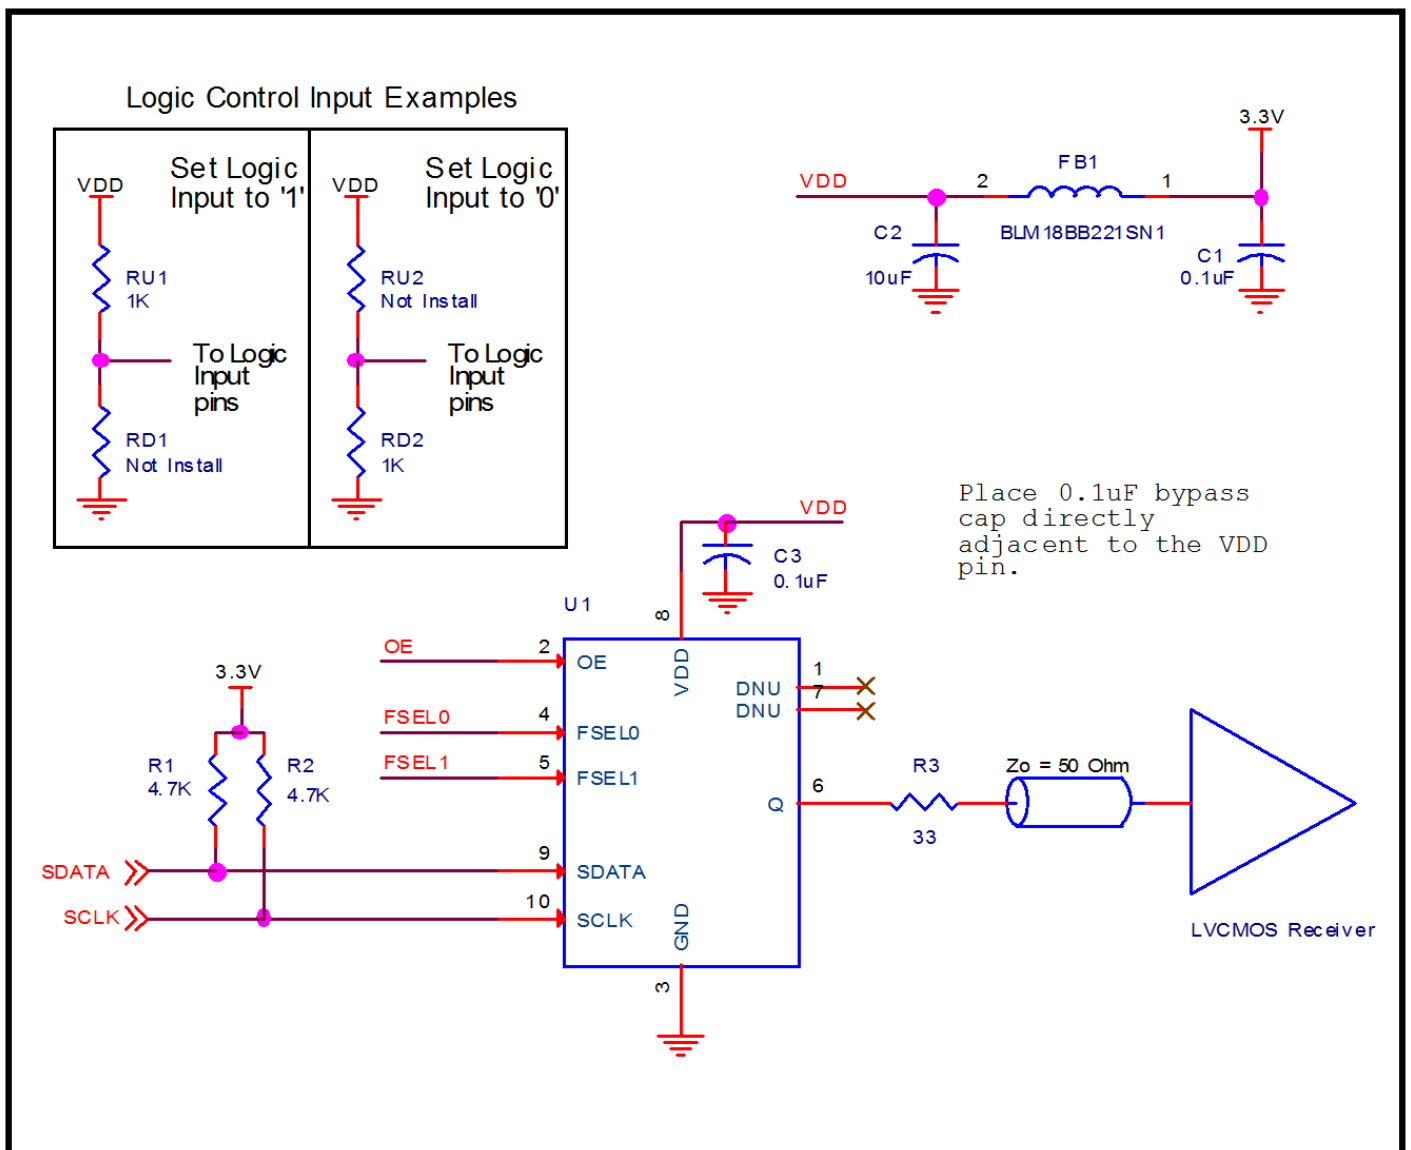 Logic Control Input Examples
VDD
Set Logic
Input to '1'
RU1
1K
To Logic
Input
pins
RD1
Not Install
VDD
Set Logic
Input to '0'
RU2
Not Install
To Logic
Input
pins
RD2
1K
3.3V
VDD
2
FB1
1
C2
BLM18BB221SN1
10uF
C1
0.1uF
Place 0.1uF bypass
cap directly
adjacent to the VDD
pin.
VDD
C3
0.1uF
U1
8
OE
2
OE
VDD
1
DNU
7
DNU
3.3V
FSEL0
4
FSEL0
FSEL1
5
FSEL1
R1
4.7K
R2
4.7K
Q
6
R3
33
Zo = 50 Ohm
SDATA
9
SDATA
SCLK
10
SCLK
GND
3
LVCMOS Receiver